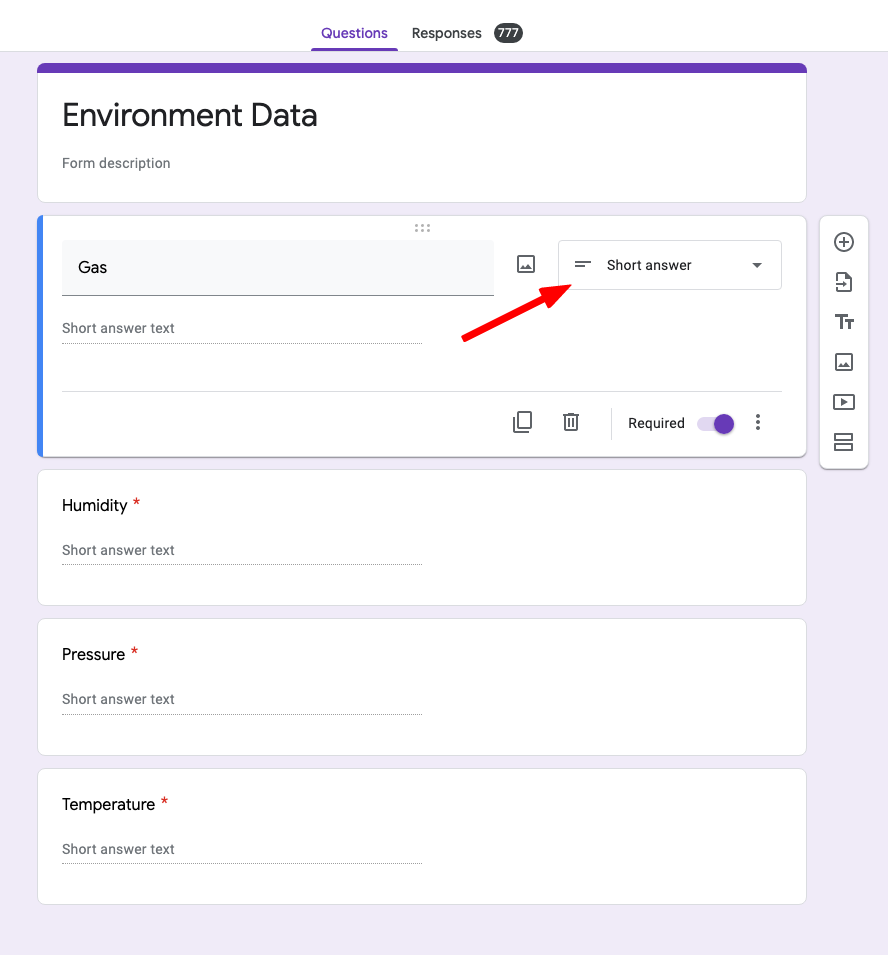 Questions Responses 777
Environment Data
Form description
Gas
Short answer
Short answer text
Required
Humidity *
Short answer text
Pressure *
Short answer text
Temperature *
Short answer text